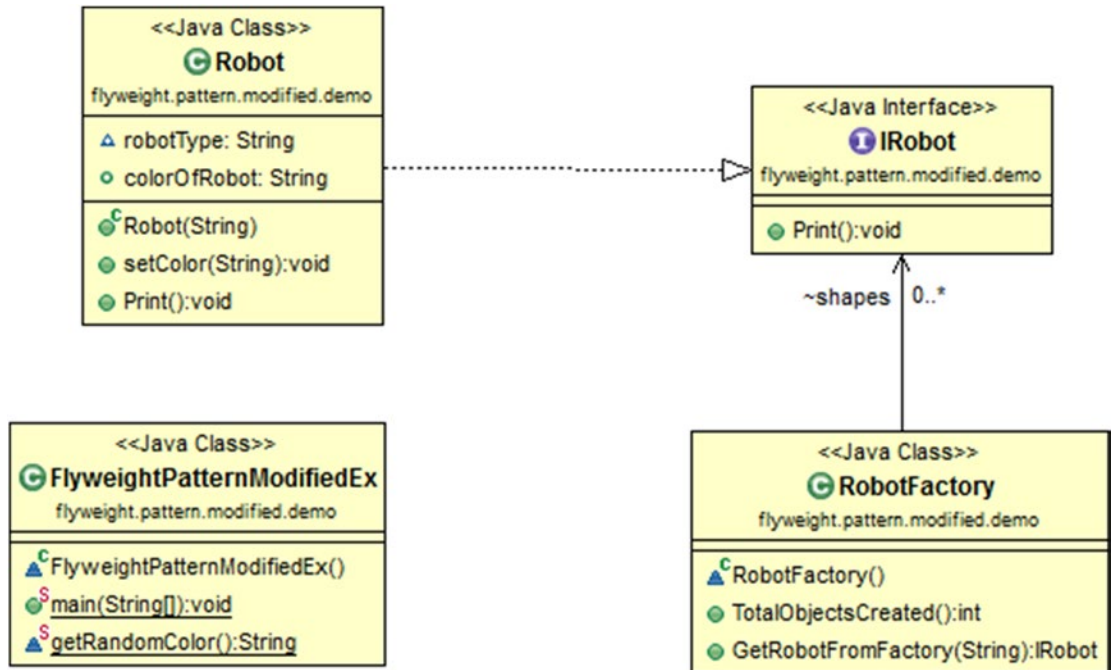 <<Java Class>>
Robot
flyweight.pattern.modified.demo
robotType: String
colorOfRobot: String
Robot(String)
setColor(String):void
Print():void
<<Java Interface>>
IRobot
flyweight.pattern.modified.demo
Print():void
~shapes 0..*
<<Java Class>>
FlyweightPatternModifiedEx
flyweight.pattern.modified.demo
FlyweightPatternModifiedEx()
main(String[]):void
getRandomColor():String
<<Java Class>>
RobotFactory
flyweight.pattern.modified.demo
RobotFactory()
TotalObjectsCreated():int
GetRobotFromFactory(String):IRobot